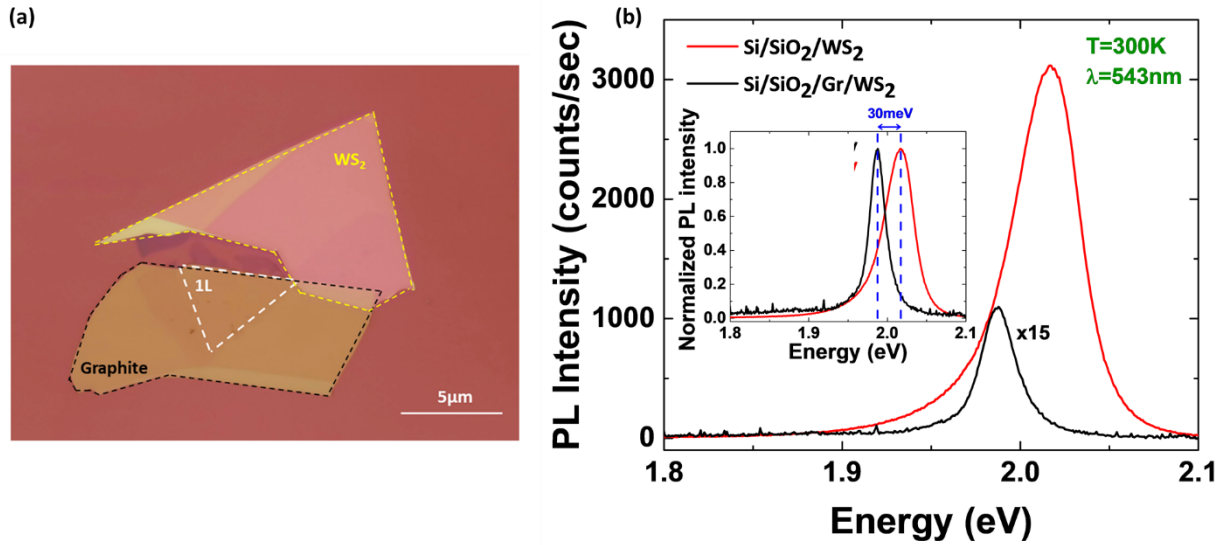 (a)
WS₂
1L
Graphite
5μm
(b)
Si/SiO₂/WS₂
Si/SiO₂/Gr/WS₂
T=300K
λ=543nm
PL Intensity (counts/sec)
3000
2000
1000
0
1.8
1.9
2.0
2.1
Energy (eV)
x15
30meV
Normalized PL intensity
1.0
0.8
0.6
0.4
0.2
0.0
1.8
1.9
2.0
2.1
Energy (eV)